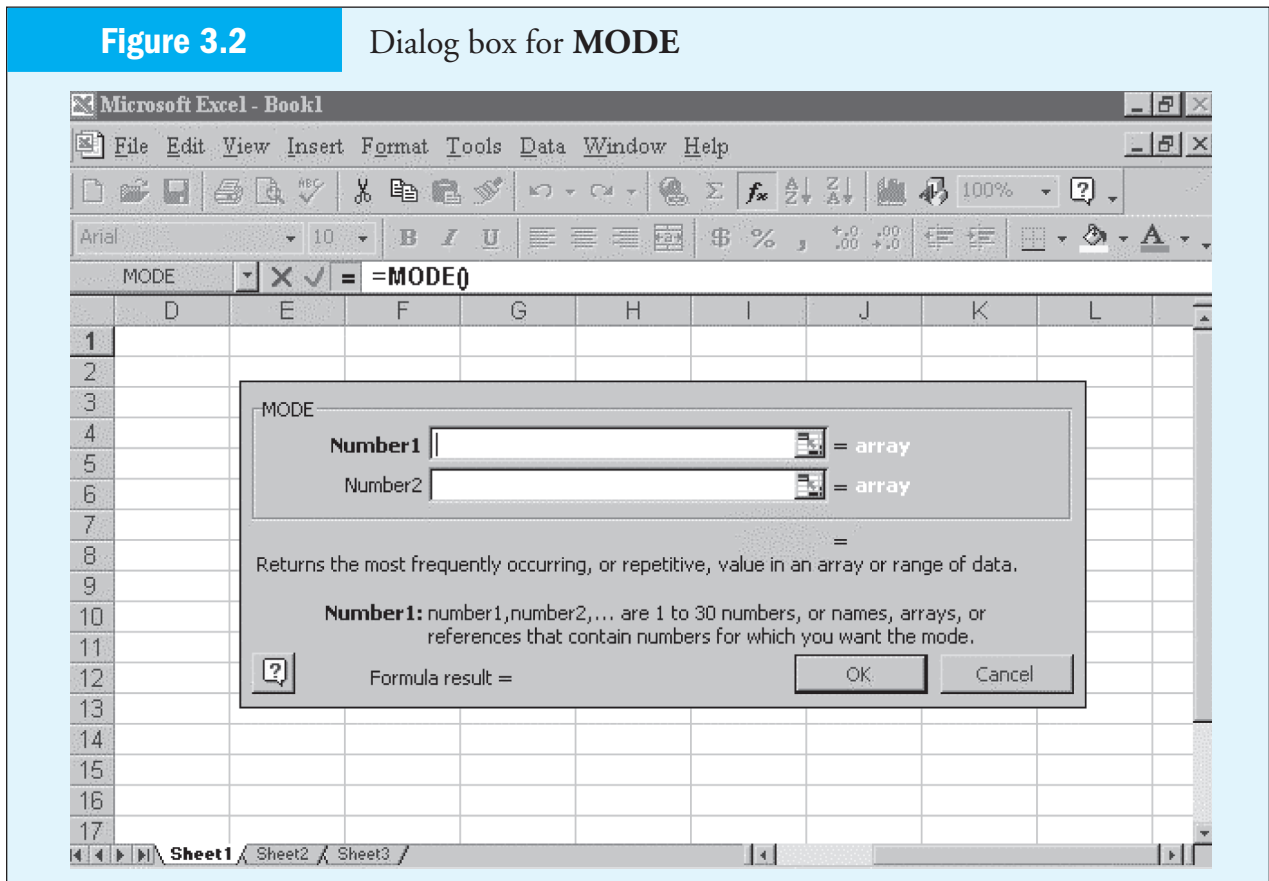 Figure 3.2
Dialog box for MODE
Microsoft Excel - Book1
File Edit View Insert Format Tools Data Window Help
ABC Σ fx A Z Z A 100% ?
Arial 10 B I U $ % , .00 .00 A
MODE = =MODE()
D E F G H I J K L
1
2
3
MODE
4
Number1 = array
5
Number2 = array
6
7
=
8
Returns the most frequently occurring, or repetitive, value in an array or range of data.
9
10
Number1: number1,number2,... are 1 to 30 numbers, or names, arrays, or
references that contain numbers for which you want the mode.
11
12
? Formula result = OK Cancel
13
14
15
16
17
Sheet1 Sheet2 Sheet3